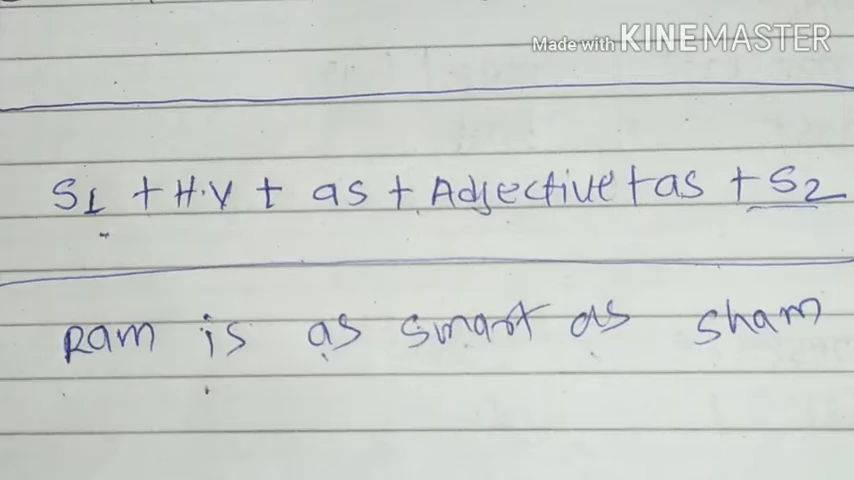 Made with KINEMASTER
S1 + H.V + as + Adjective + as + S2
Ram is as smart as sham